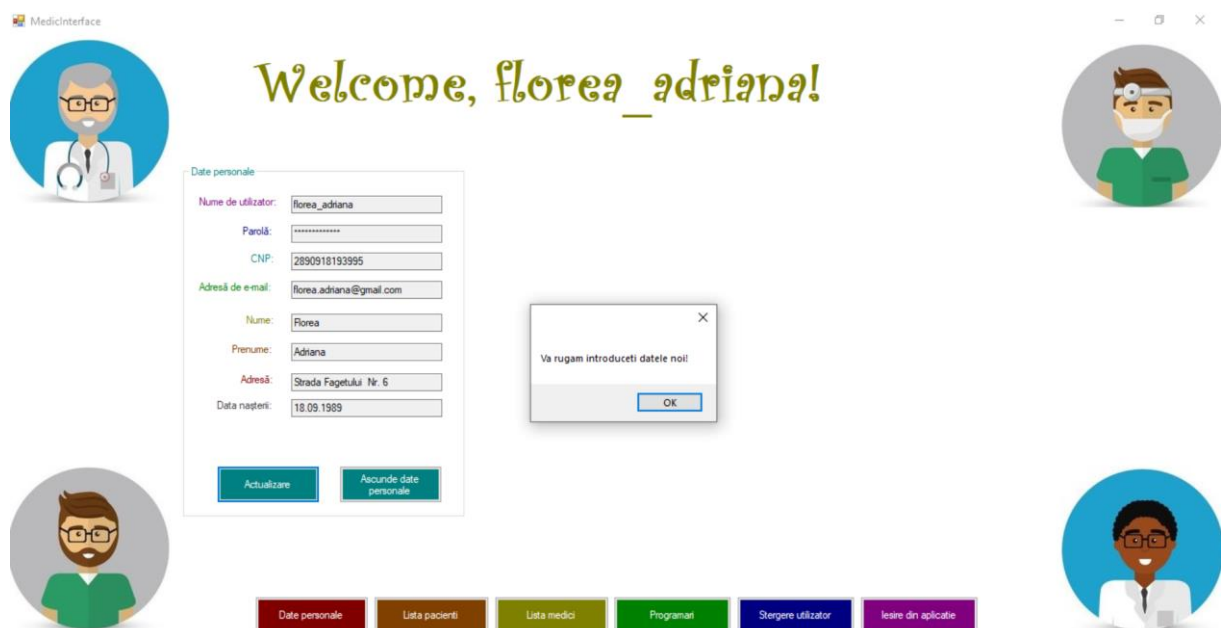 MedicInterface
Welcome, florea_adriana!
Date personale
Nume de utilizator: florea_adriana
Parolă: *************
CNP: 2890918193995
Adresă de e-mail: florea.adriana@gmail.com
Nume: Florea
Prenume: Adriana
Adresă: Strada Fagetului Nr. 6
Data nașterii: 18.09.1989
Actualizare
Ascunde date
personale
Va rugam introduceti datele noi!
OK
Date personale
Lista pacienti
Lista medici
Programari
Stergere utilizator
Iesire din aplicatie